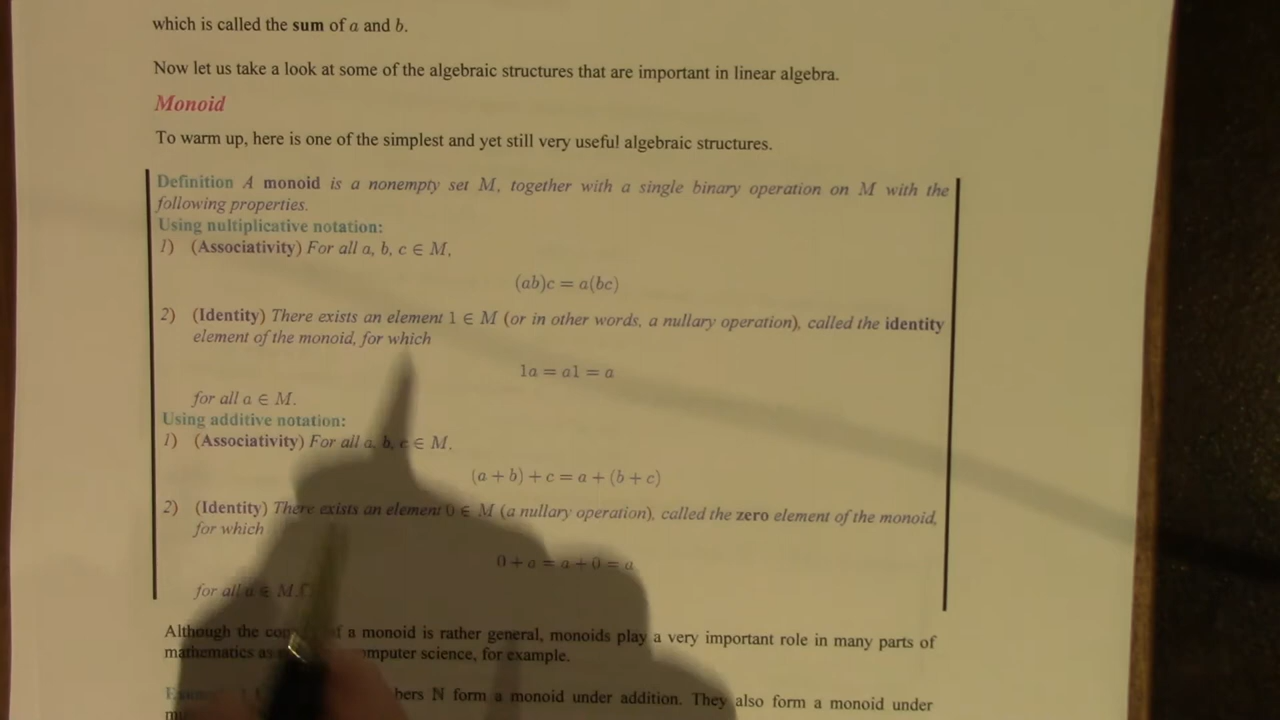 which is called the sum of a and b.
Now let us take a look at some of the algebraic structures that are important in linear algebra.
Monoid
To warm up, here is one of the simplest and yet still very useful algebraic structures.
Definition A monoid is a nonempty set M, together with a single binary operation on M with the
following properties.
Using multiplicative notation:
1) (Associativity) For all a, b, c ∈ M,
(ab)c = a(bc)
2) (Identity) There exists an element 1 ∈ M (or in other words, a nullary operation), called the identity
element of the monoid, for which
1a = a1 = a
for all a ∈ M.
Using additive notation:
1) (Associativity) For all a, b, c ∈ M,
(a + b) + c = a + (b + c)
2) (Identity) There exists an element 0 ∈ M (a nullary operation), called the zero element of the monoid,
for which
0 + a = a + 0 = a
for all a ∈ M.
Although the of a monoid is rather general, monoids play a very important role in many parts of
mathematics as computer science, for example.
N form a monoid under addition. They also form a monoid under